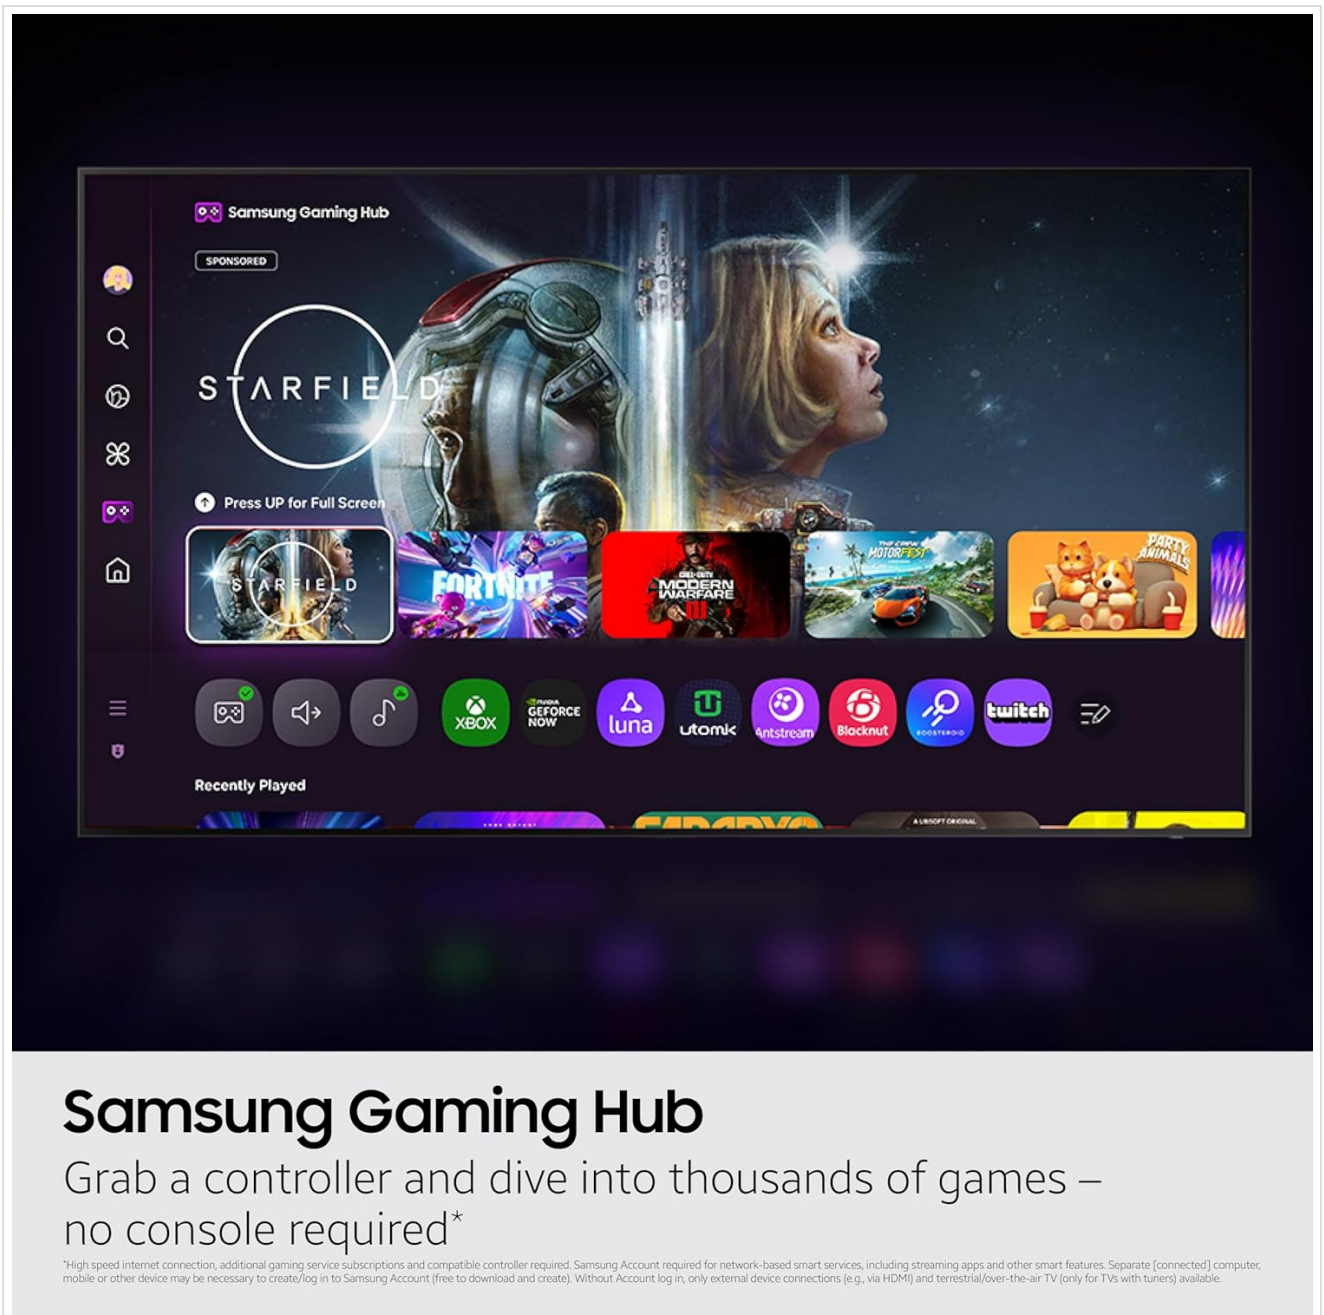 Samsung Gaming Hub
SPONSORED
STARFIELD
Press UP for Full Screen
STARFIELD
FORTNITE
CALL OF DUTY
MODERN
WARFARE
III
THE CREW
MOTORFEST
PARTY
ANIMALS
XBOX
NVIDIA
GEFORCE
NOW
luna
utomik
Antstream
Blacknut
BOOSTEROID
twitch
Recently Played
A UBISOFT ORIGINAL
Samsung Gaming Hub
Grab a controller and dive into thousands of games –
no console required*
*High speed internet connection, additional gaming service subscriptions and compatible controller required. Samsung Account required for network-based smart services, including streaming apps and other smart features. Separate [connected] computer,
mobile or other device may be necessary to create/log in to Samsung Account (free to download and create). Without Account log in, only external device connections (e.g., via HDMI) and terrestrial/over-the-air TV (only for TVs with tuners) available.